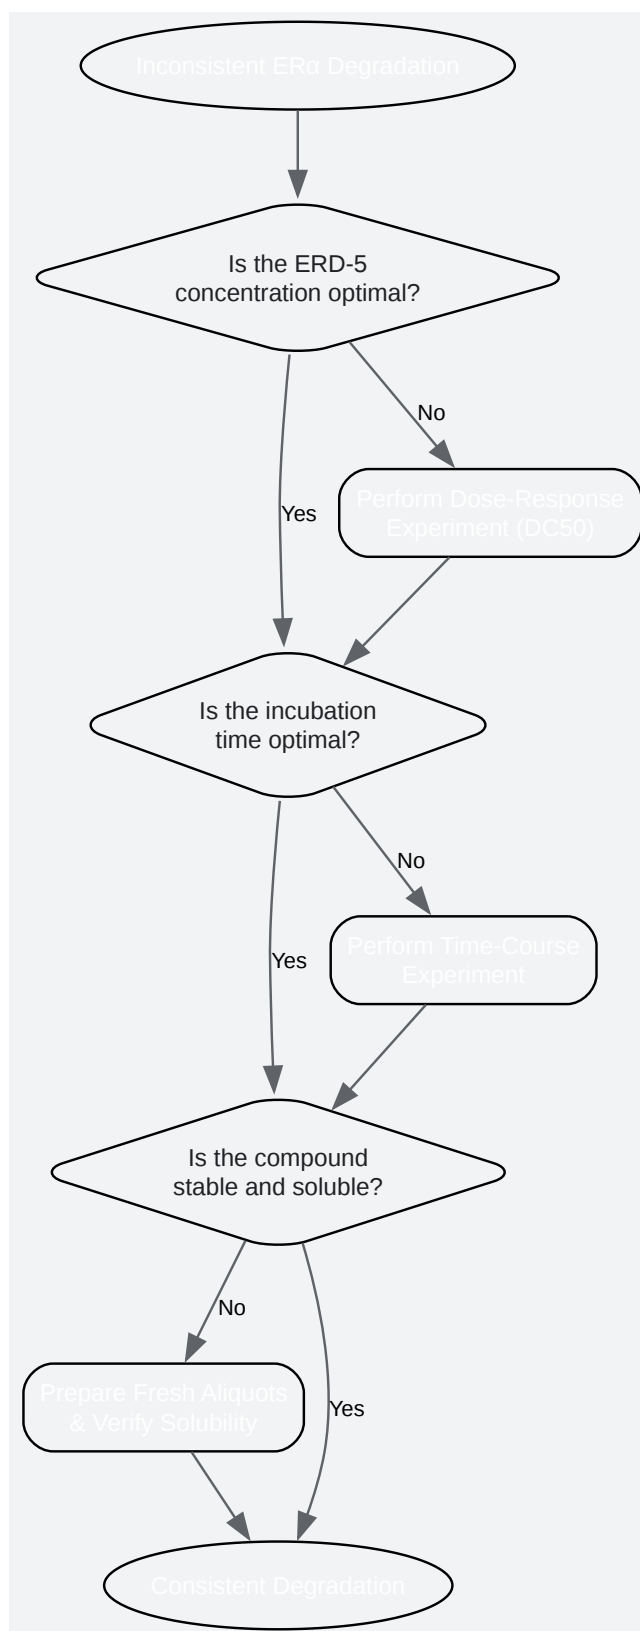 Inconsistent ERα Degradation
Is the ERD-5
concentration optimal?
No
Perform Dose-Response
Experiment (DC50)
Yes
Is the incubation
time optimal?
No
Perform Time-Course
Experiment
Yes
Is the compound
stable and soluble?
No
Prepare Fresh Aliquots
& Verify Solubility
Yes
Consistent Degradation